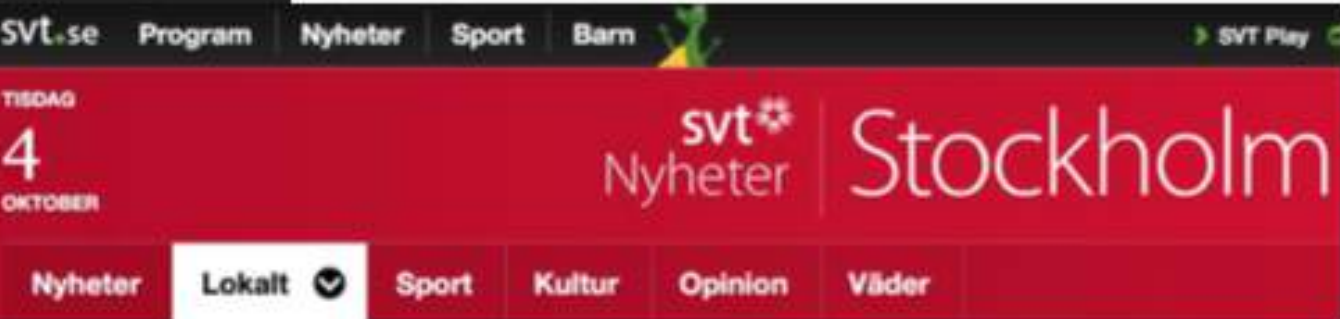 svt.se Program Nyheter Sport Barn SVT Play
TISDAG
4
OKTOBER
svt
Nyheter
Stockholm
Nyheter Lokalt Sport Kultur Opinion Väder